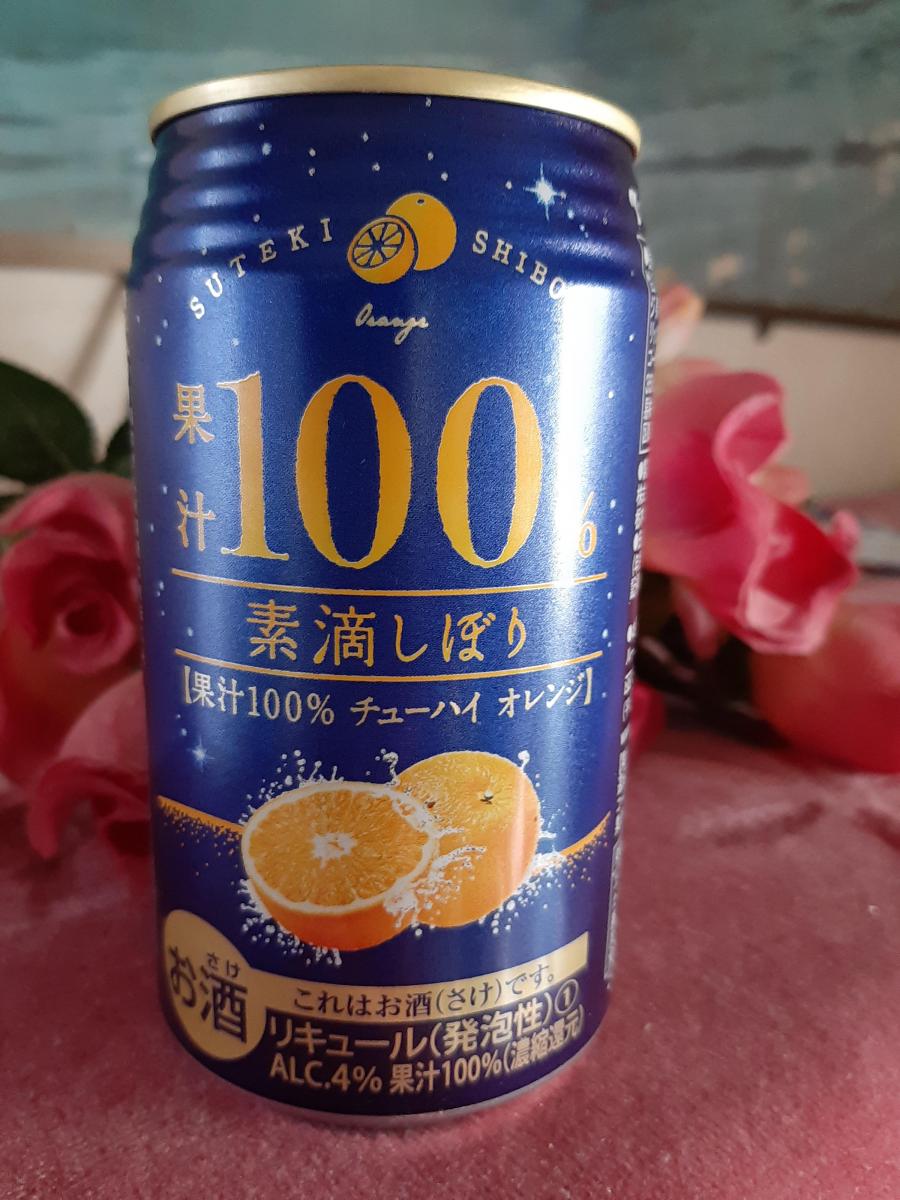 SUTEKI SHIBO
Orange
果汁100%
素滴しぼり
【果汁100% チューハイ オレンジ】
さけ
お酒
これはお酒(さけ)です。
リキュール(発泡性)①
ALC.4% 果汁100%(濃縮還元)